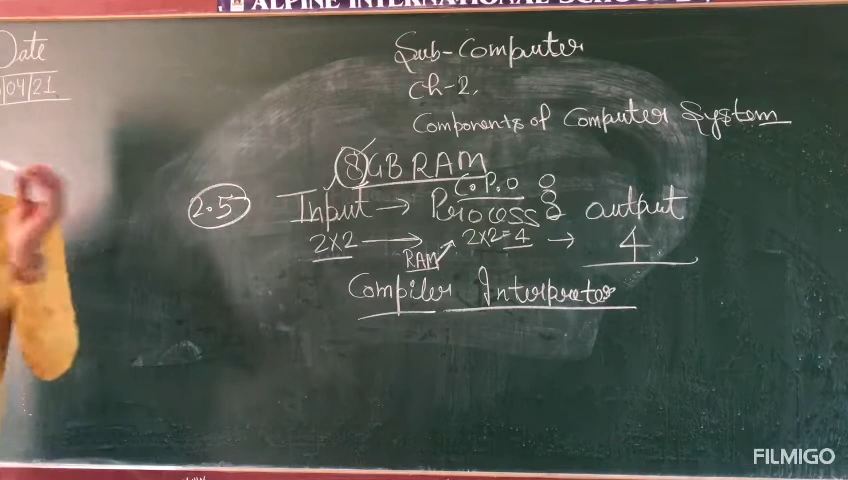 ALPINE INTERNATIONAL SCHOOL
Date
/04/21
Sub-Computer
Ch-2.
Components of Computer System
8GB RAM
C.P.O
2.5 Input → Process & output
2x2 → 2x2=4 → 4
RAM
Compiler Interpreter
FILMIGO